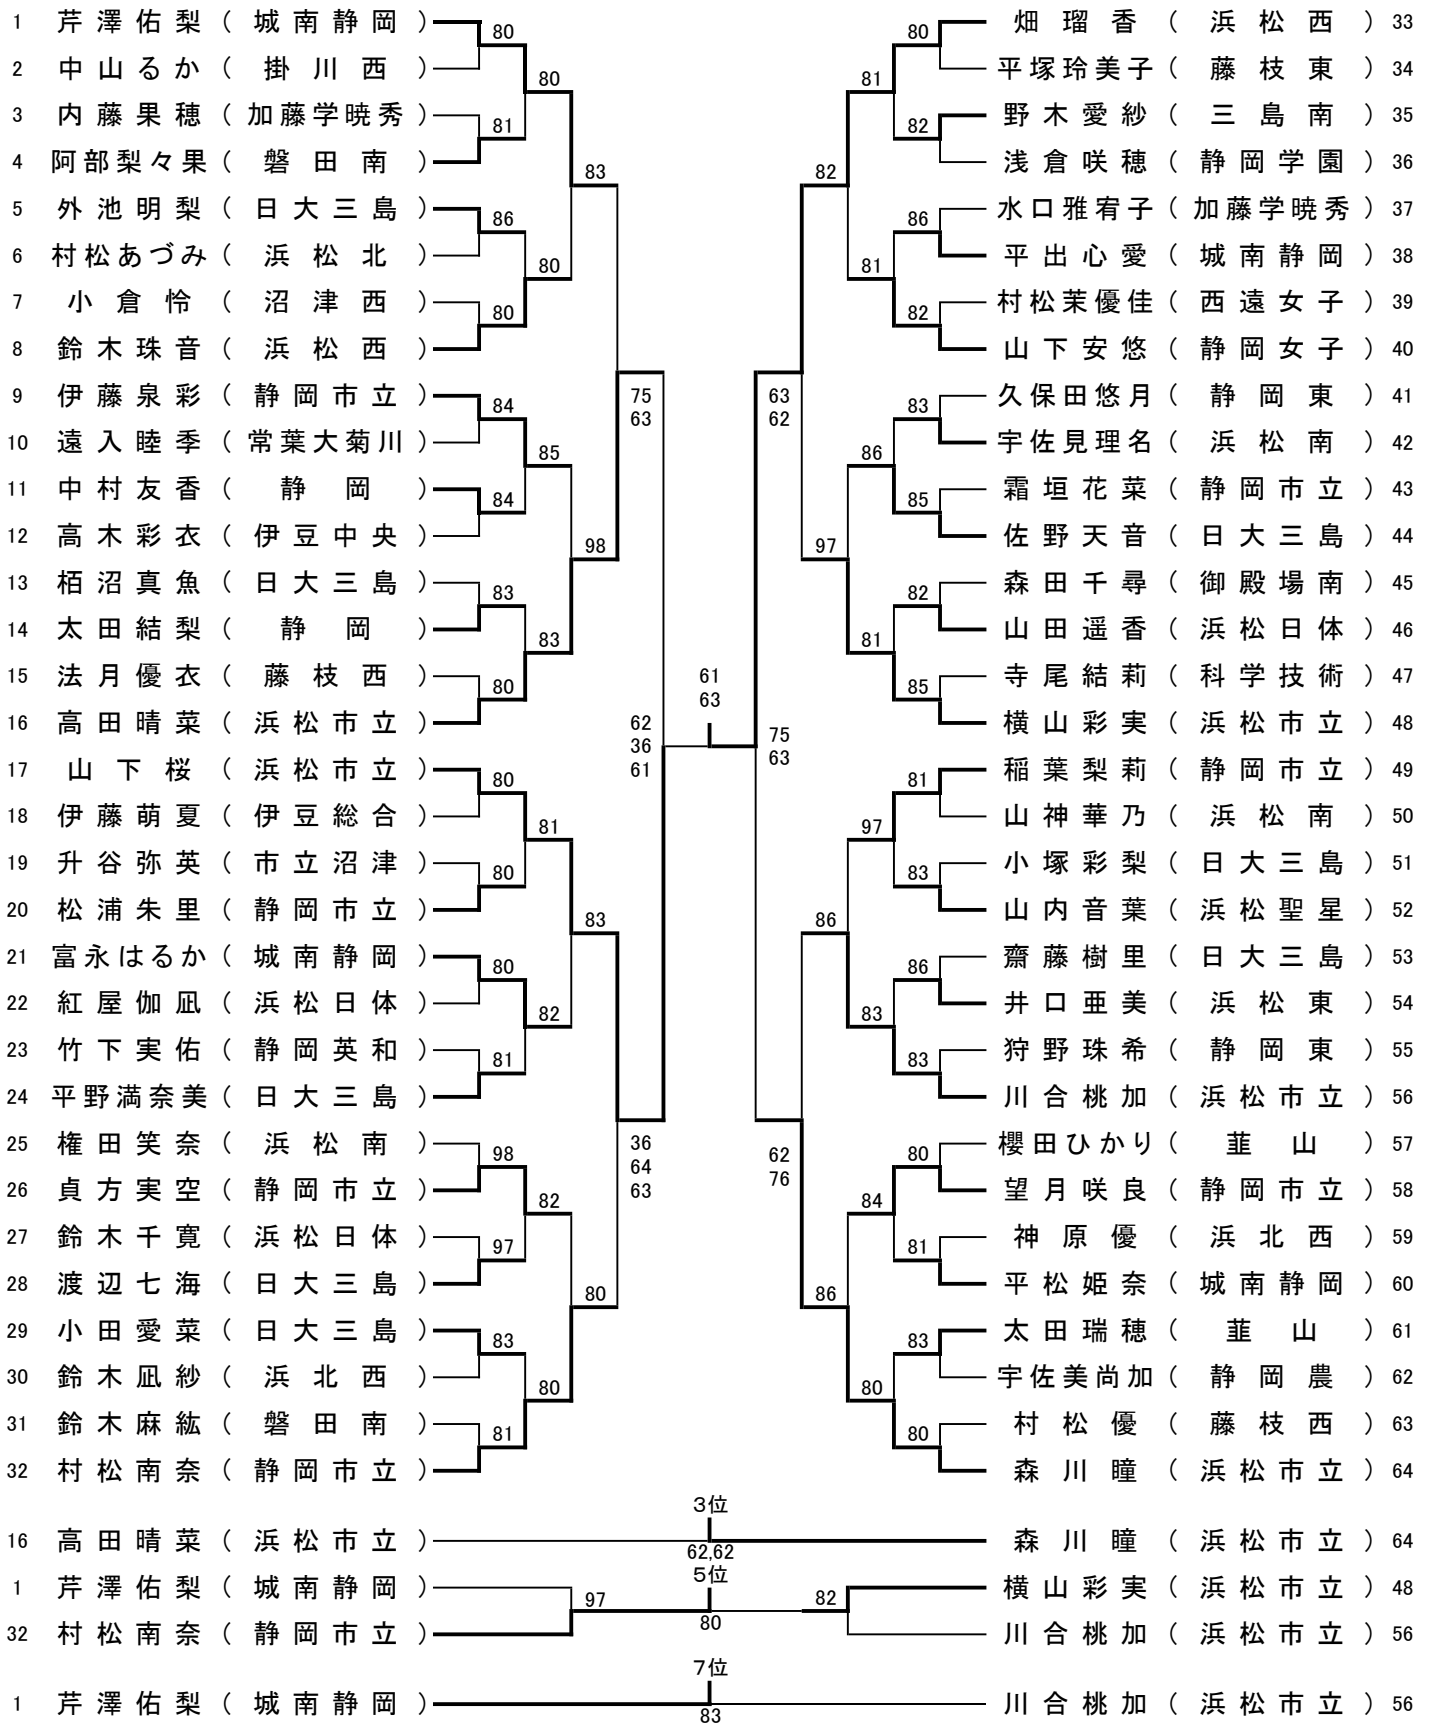 1 芹澤佑梨 ( 城南静岡 )
2 中山るか ( 掛川西 )
80
3 内藤果穂 ( 加藤学暁秀 )
4 阿部梨々果 ( 磐田南 )
81
80
5 外池明梨 ( 日大三島 )
6 村松あづみ ( 浜松北 )
86
7 小倉怜 ( 沼津西 )
8 鈴木珠音 ( 浜松西 )
80
80
83
9 伊藤泉彩 ( 静岡市立 )
10 遠入睦季 ( 常葉大菊川 )
84
11 中村友香 ( 静岡 )
12 高木彩衣 ( 伊豆中央 )
84
85
13 栢沼真魚 ( 日大三島 )
14 太田結梨 ( 静岡 )
83
15 法月優衣 ( 藤枝西 )
16 高田晴菜 ( 浜松市立 )
80
83
98
75
63
17 山下桜 ( 浜松市立 )
18 伊藤萌夏 ( 伊豆総合 )
80
19 升谷弥英 ( 市立沼津 )
20 松浦朱里 ( 静岡市立 )
80
81
21 富永はるか ( 城南静岡 )
22 紅屋伽凪 ( 浜松日体 )
80
23 竹下実佑 ( 静岡英和 )
24 平野満奈美 ( 日大三島 )
81
82
83
25 権田笑奈 ( 浜松南 )
26 貞方実空 ( 静岡市立 )
98
27 鈴木千寛 ( 浜松日体 )
28 渡辺七海 ( 日大三島 )
97
82
29 小田愛菜 ( 日大三島 )
30 鈴木凪紗 ( 浜北西 )
83
31 鈴木麻紘 ( 磐田南 )
32 村松南奈 ( 静岡市立 )
81
80
80
36
64
63
62
36
61
61
63
畑瑠香 ( 浜松西 ) 33
平塚玲美子 ( 藤枝東 ) 34
80
野木愛紗 ( 三島南 ) 35
浅倉咲穂 ( 静岡学園 ) 36
82
81
水口雅宥子 ( 加藤学暁秀 ) 37
平出心愛 ( 城南静岡 ) 38
86
村松茉優佳 ( 西遠女子 ) 39
山下安悠 ( 静岡女子 ) 40
82
81
82
久保田悠月 ( 静岡東 ) 41
宇佐見理名 ( 浜松南 ) 42
83
霜垣花菜 ( 静岡市立 ) 43
佐野天音 ( 日大三島 ) 44
85
86
森田千尋 ( 御殿場南 ) 45
山田遥香 ( 浜松日体 ) 46
82
寺尾結莉 ( 科学技術 ) 47
横山彩実 ( 浜松市立 ) 48
85
81
97
63
62
稲葉梨莉 ( 静岡市立 ) 49
山神華乃 ( 浜松南 ) 50
81
小塚彩梨 ( 日大三島 ) 51
山内音葉 ( 浜松聖星 ) 52
83
97
齋藤樹里 ( 日大三島 ) 53
井口亜美 ( 浜松東 ) 54
86
狩野珠希 ( 静岡東 ) 55
川合桃加 ( 浜松市立 ) 56
83
83
86
櫻田ひかり ( 韮山 ) 57
望月咲良 ( 静岡市立 ) 58
80
神原優 ( 浜北西 ) 59
平松姫奈 ( 城南静岡 ) 60
81
84
太田瑞穂 ( 韮山 ) 61
宇佐美尚加 ( 静岡農 ) 62
83
村松優 ( 藤枝西 ) 63
森川瞳 ( 浜松市立 ) 64
80
80
86
62
76
75
63
3位
16 高田晴菜 ( 浜松市立 ) 森川瞳 ( 浜松市立 ) 64
62,62
5位
1 芹澤佑梨 ( 城南静岡 ) 横山彩実 ( 浜松市立 ) 48
97
82
80
32 村松南奈 ( 静岡市立 ) 川合桃加 ( 浜松市立 ) 56
7位
1 芹澤佑梨 ( 城南静岡 ) 川合桃加 ( 浜松市立 ) 56
83